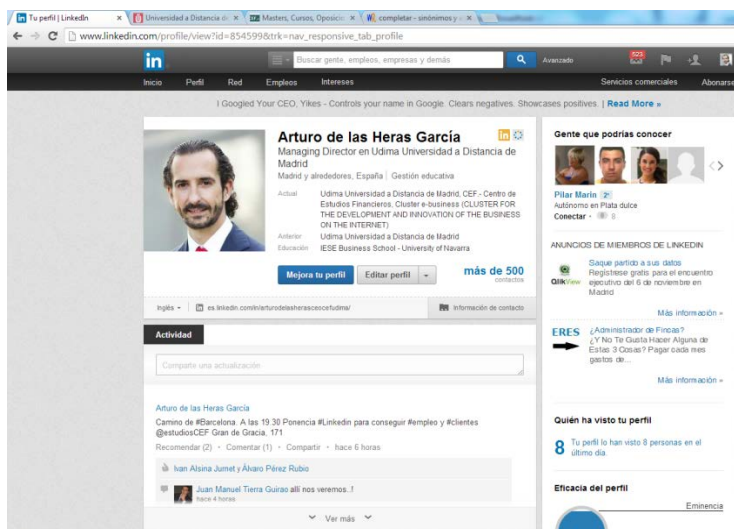 Tu perfil | LinkedIn
Universidad a Distancia de
Masters, Cursos, Oposicio
completar - sinónimos y
www.linkedin.com/profile/view?id=854599&trk=nav_responsive_tab_profile
in
Buscar gente, empleos, empresas y demás
Avanzado
Inicio Perfil Red Empleos Intereses
Servicios comerciales Abonarse
I Googled Your CEO, Yikes - Controls your name in Google. Clears negatives. Showcases positives. | Read More »
Arturo de las Heras García
Managing Director en Udima Universidad a Distancia de
Madrid
Madrid y alrededores, España | Gestión educativa
Actual Udima Universidad a Distancia de Madrid, CEF.- Centro de
Estudios Financieros, Cluster e-business (CLUSTER FOR
THE DEVELOPMENT AND INNOVATION OF THE BUSINESS
ON THE INTERNET)
Anterior Udima Universidad a Distancia de Madrid
Educación IESE Business School - University of Navarra
Mejora tu perfil Editar perfil
más de 500
contactos
Inglés
es.linkedin.com/in/arturodelasherasceocefudima/
Información de contacto
Actividad
Comparte una actualización
Arturo de las Heras García
Camino de #Barcelona. A las 19.30 Ponencia #Linkedin para conseguir #empleo y #clientes
@estudiosCEF Gran de Gracia, 171
Recomendar (2) · Comentar (1) · Compartir · hace 6 horas
Ivan Alsina Jumet y Álvaro Pérez Rubio
Juan Manuel Tierra Guirao allí nos veremos..!
hace 4 horas
Ver más
Gente que podrías conocer
Pilar Marin 2º
Autónomo en Plata dulce
Conectar
ANUNCIOS DE MIEMBROS DE LINKEDIN
QlikView
Saque partido a sus datos
Regístrese gratis para el encuentro
ejecutivo del 6 de noviembre en
Madrid
Más información »
ERES
¿Administrador de Fincas?
¿Y No Te Gusta Hacer Alguna de
Estas 3 Cosas? Pagar cada mes
gastos de...
Más información »
Quién ha visto tu perfil
8 Tu perfil lo han visto 8 personas en el
último día
Eficacia del perfil
Eminencia